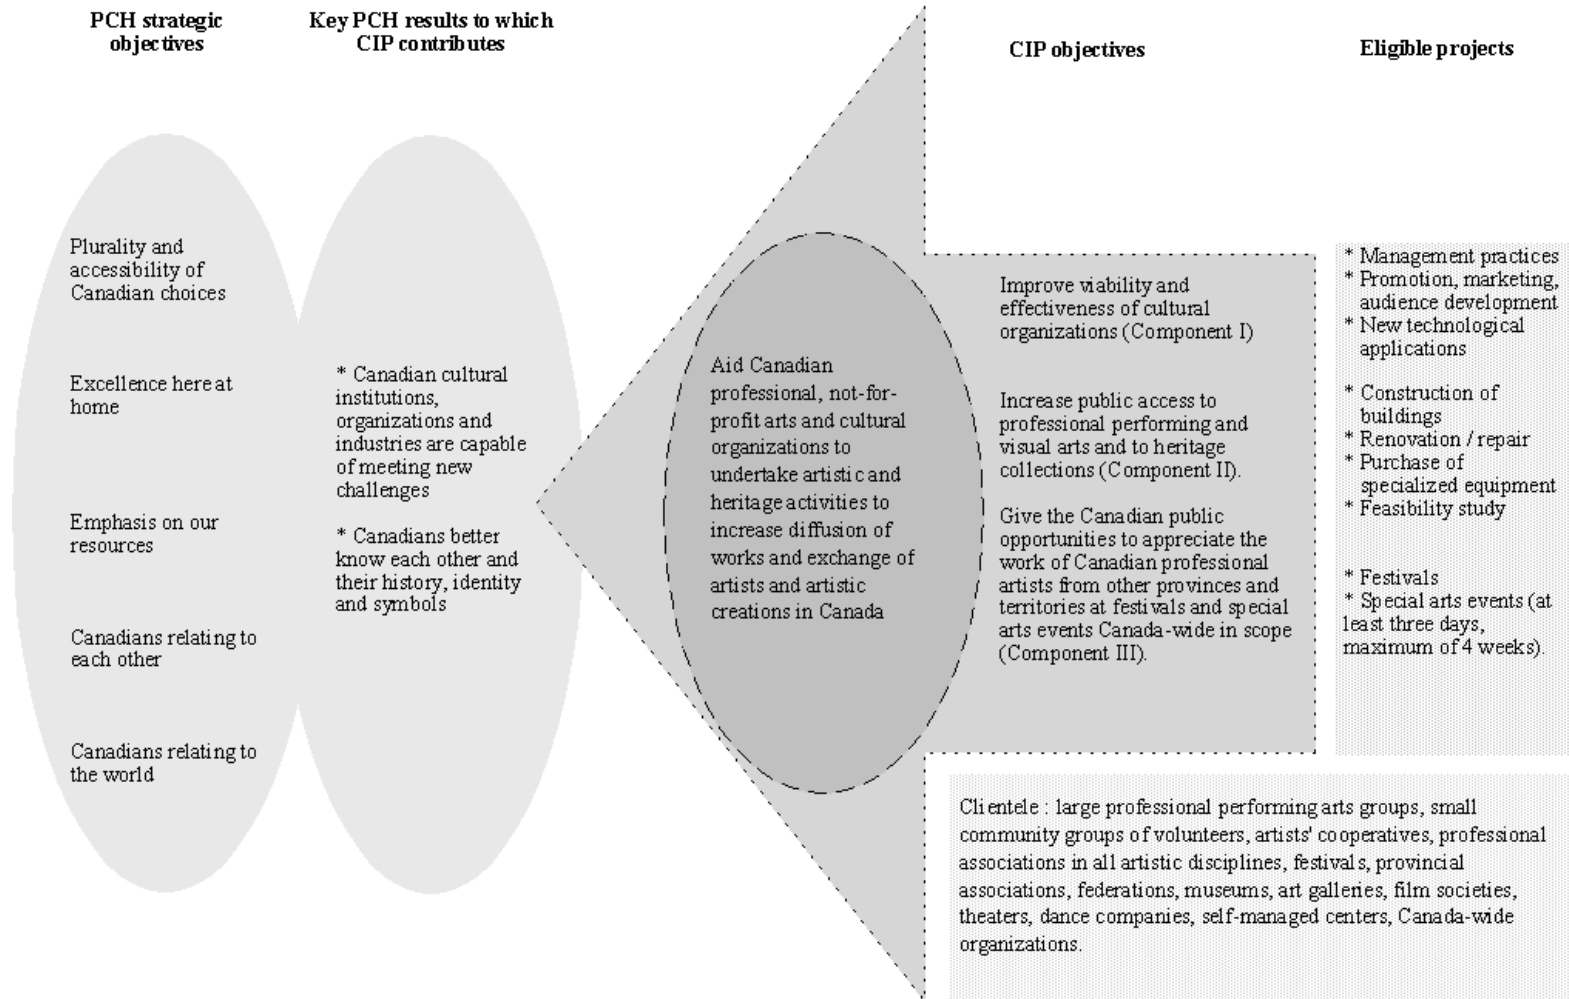 PCH strategic
objectives
Key PCH results to which
CIP contributes
CIP objectives
Eligible projects
Plurality and
accessibility of
Canadian choices
Excellence here at
home
Emphasis on our
resources
Canadians relating to
each other
Canadians relating to
the world
* Canadian cultural
institutions,
organizations and
industries are capable
of meeting new
challenges
* Canadians better
know each other and
their history, identity
and symbols
Aid Canadian
professional, not-for-
profit arts and cultural
organizations to
undertake artistic and
heritage activities to
increase diffusion of
works and exchange of
artists and artistic
creations in Canada
Improve viability and
effectiveness of cultural
organizations (Component I)
Increase public access to
professional performing and
visual arts and to heritage
collections (Component II).
Give the Canadian public
opportunities to appreciate the
work of Canadian professional
artists from other provinces and
territories at festivals and special
arts events Canada-wide in scope
(Component III).
* Management practices
* Promotion, marketing,
audience development
* New technological
applications
* Construction of
buildings
* Renovation / repair
* Purchase of
specialized equipment
* Feasibility study
* Festivals
* Special arts events (at
least three days,
maximum of 4 weeks).
Clientele : large professional performing arts groups, small
community groups of volunteers, artists' cooperatives, professional
associations in all artistic disciplines, festivals, provincial
associations, federations, museums, art galleries, film societies,
theaters, dance companies, self-managed centers, Canada-wide
organizations.